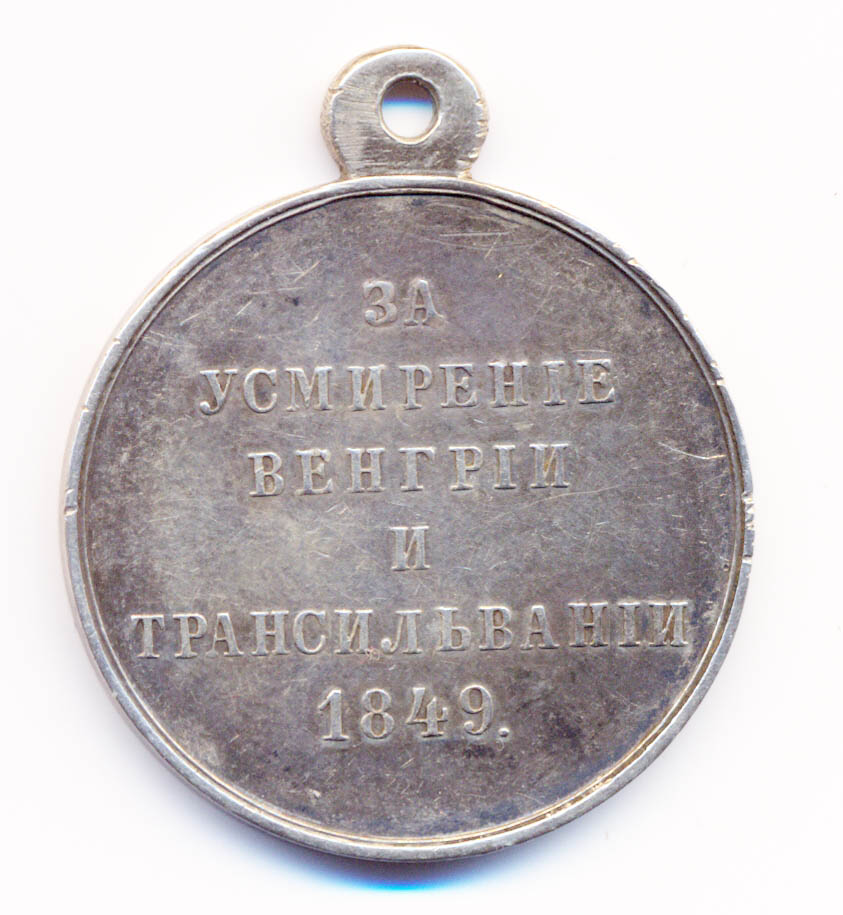 ЗА
УСМИРЕНІЕ
ВЕНГРІИ
И
ТРАНСИЛЬВАНІИ
1849.